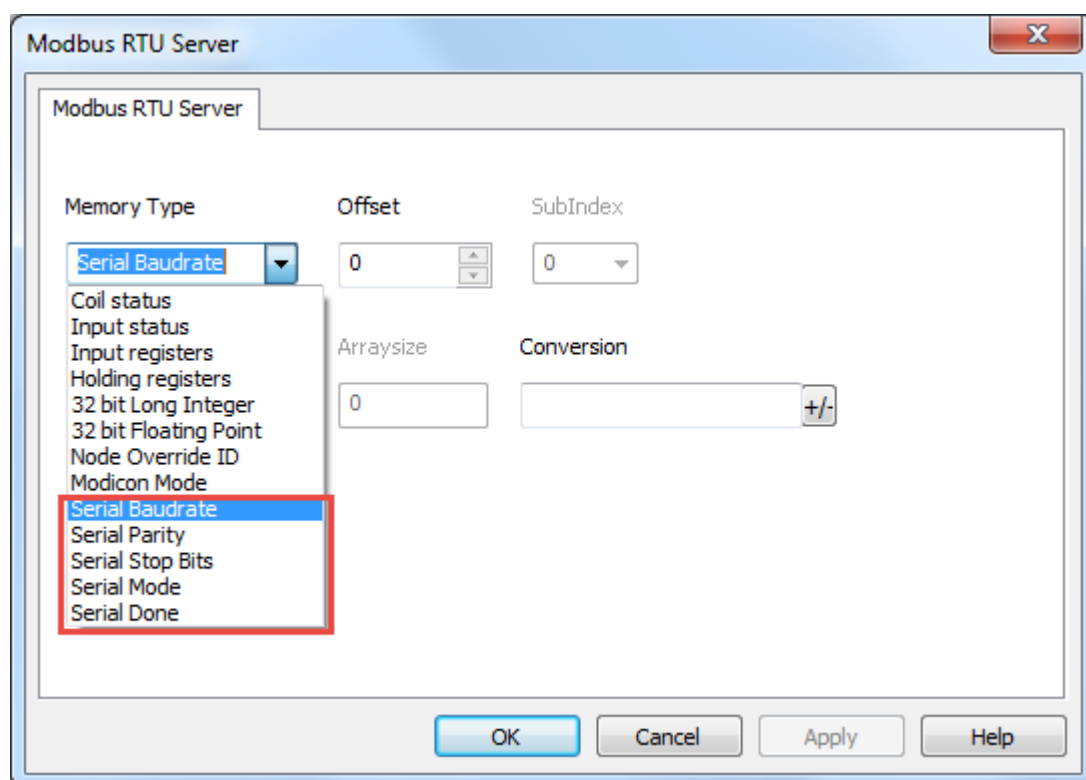 Modbus RTU Server
Modbus RTU Server
Memory Type Offset SubIndex
Serial Baudrate 0 0
Coil status
Input status
Input registers
Holding registers
32 bit Long Integer
32 bit Floating Point
Node Override ID
Modicon Mode
Serial Baudrate
Serial Parity
Serial Stop Bits
Serial Mode
Serial Done
Arraysize Conversion
0 +/-
OK Cancel Apply Help